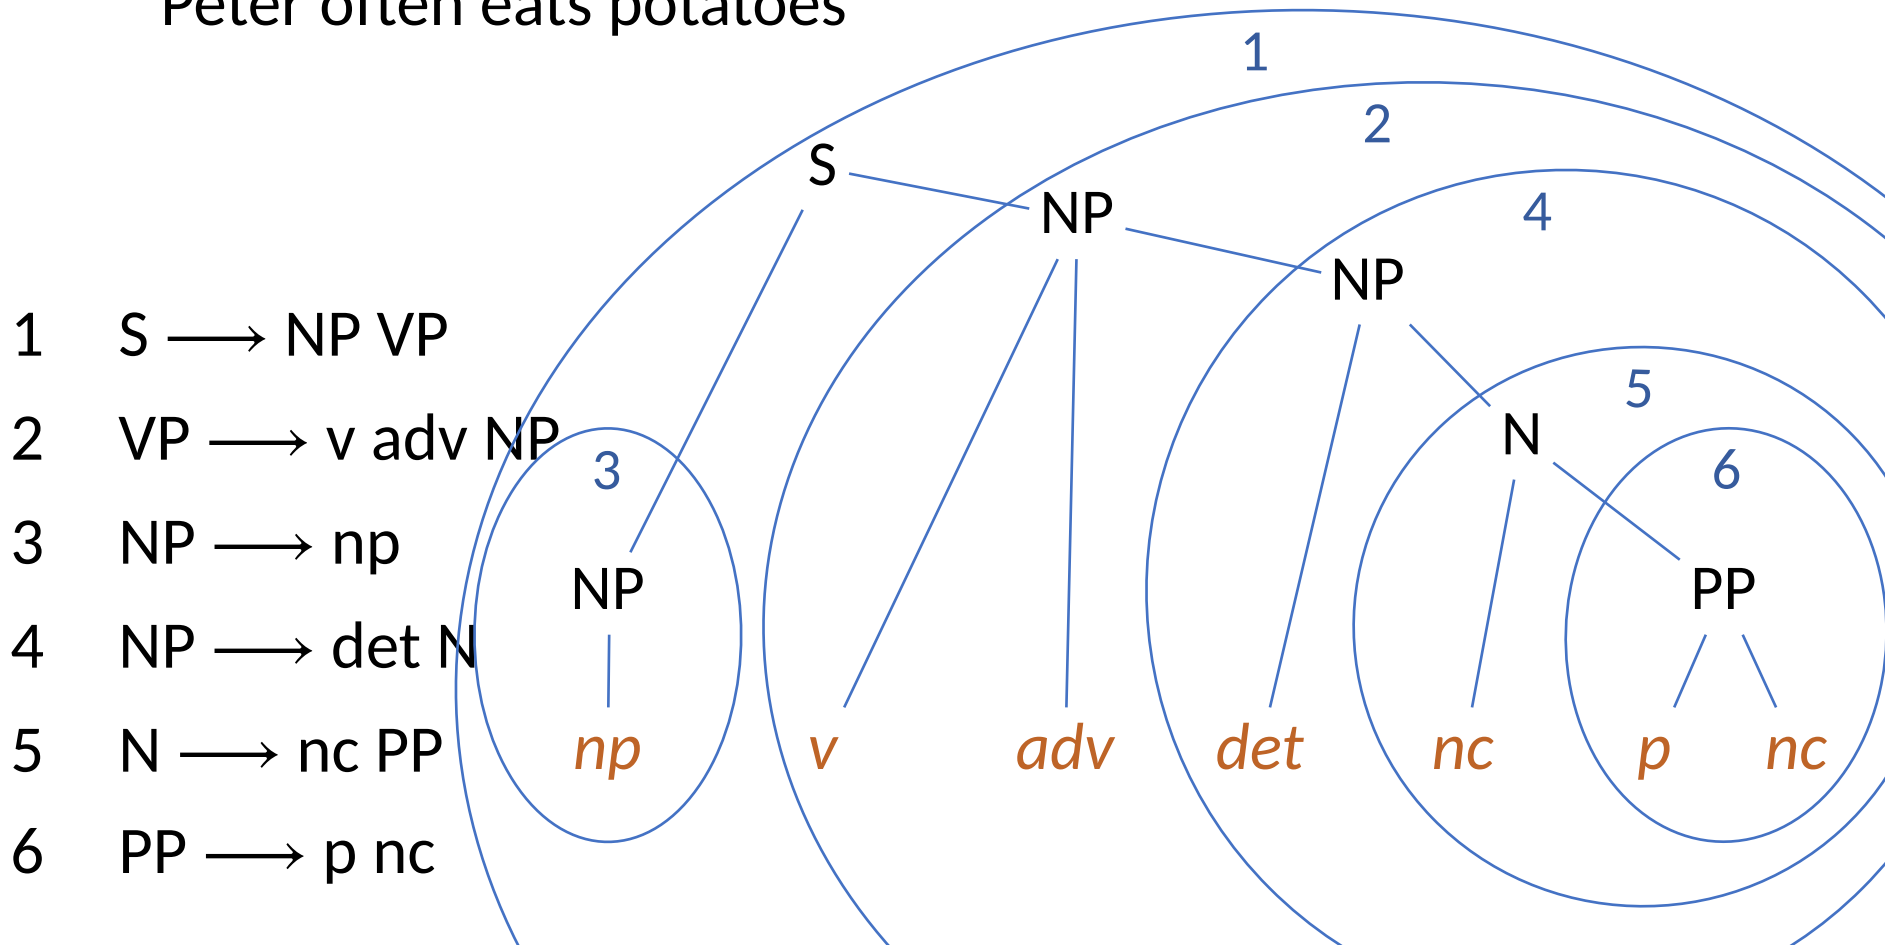 Peter often eats potatoes
1
2
S
NP
4
NP
1 S ⟶ NP VP
5
N
2 VP ⟶ v adv NP
3
6
3 NP ⟶ np
NP
PP
4 NP ⟶ det N
5 N ⟶ nc PP
np v adv det nc p nc
6 PP ⟶ p nc